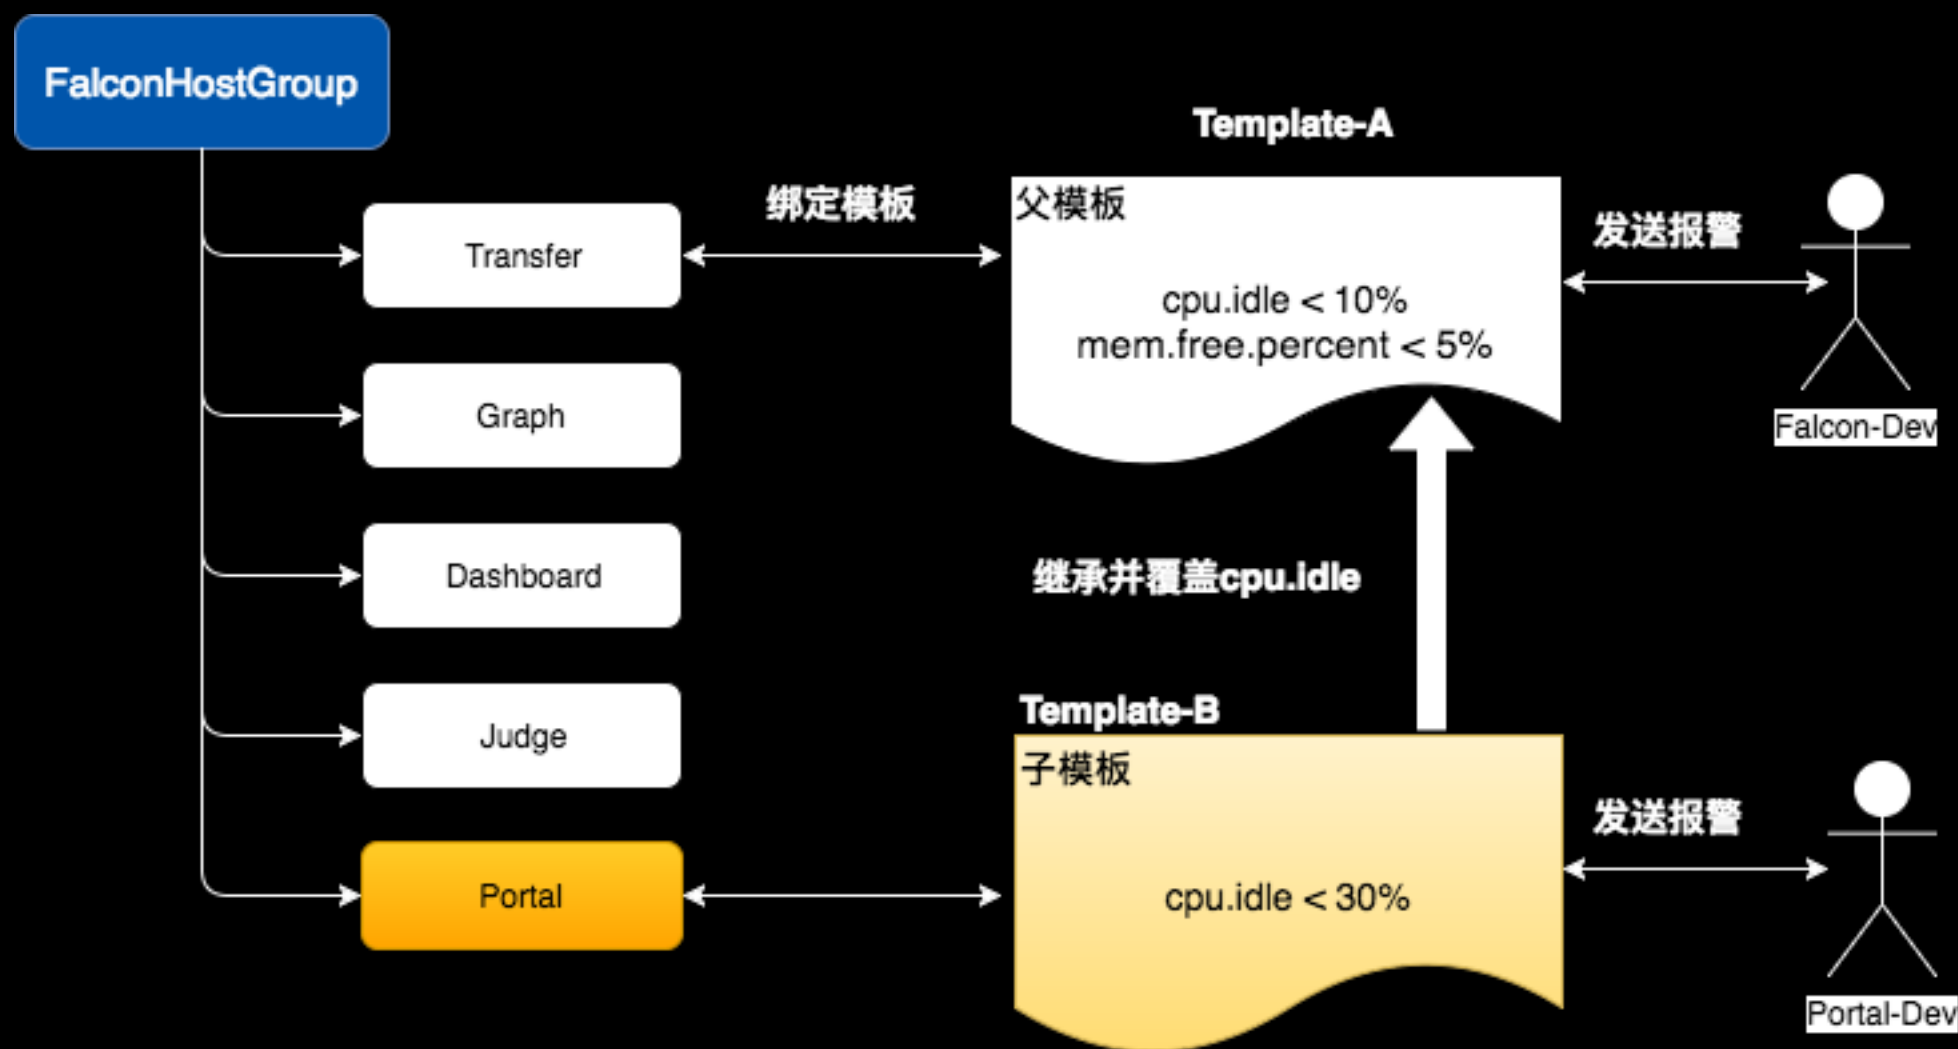 FalconHostGroup
Template-A
Transfer
绑定模板
父模板
cpu.idle < 10%
mem.free.percent < 5%
发送报警
Falcon-Dev
Graph
Dashboard
继承并覆盖cpu.idle
Judge
Template-B
子模板
Portal
cpu.idle < 30%
发送报警
Portal-Dev